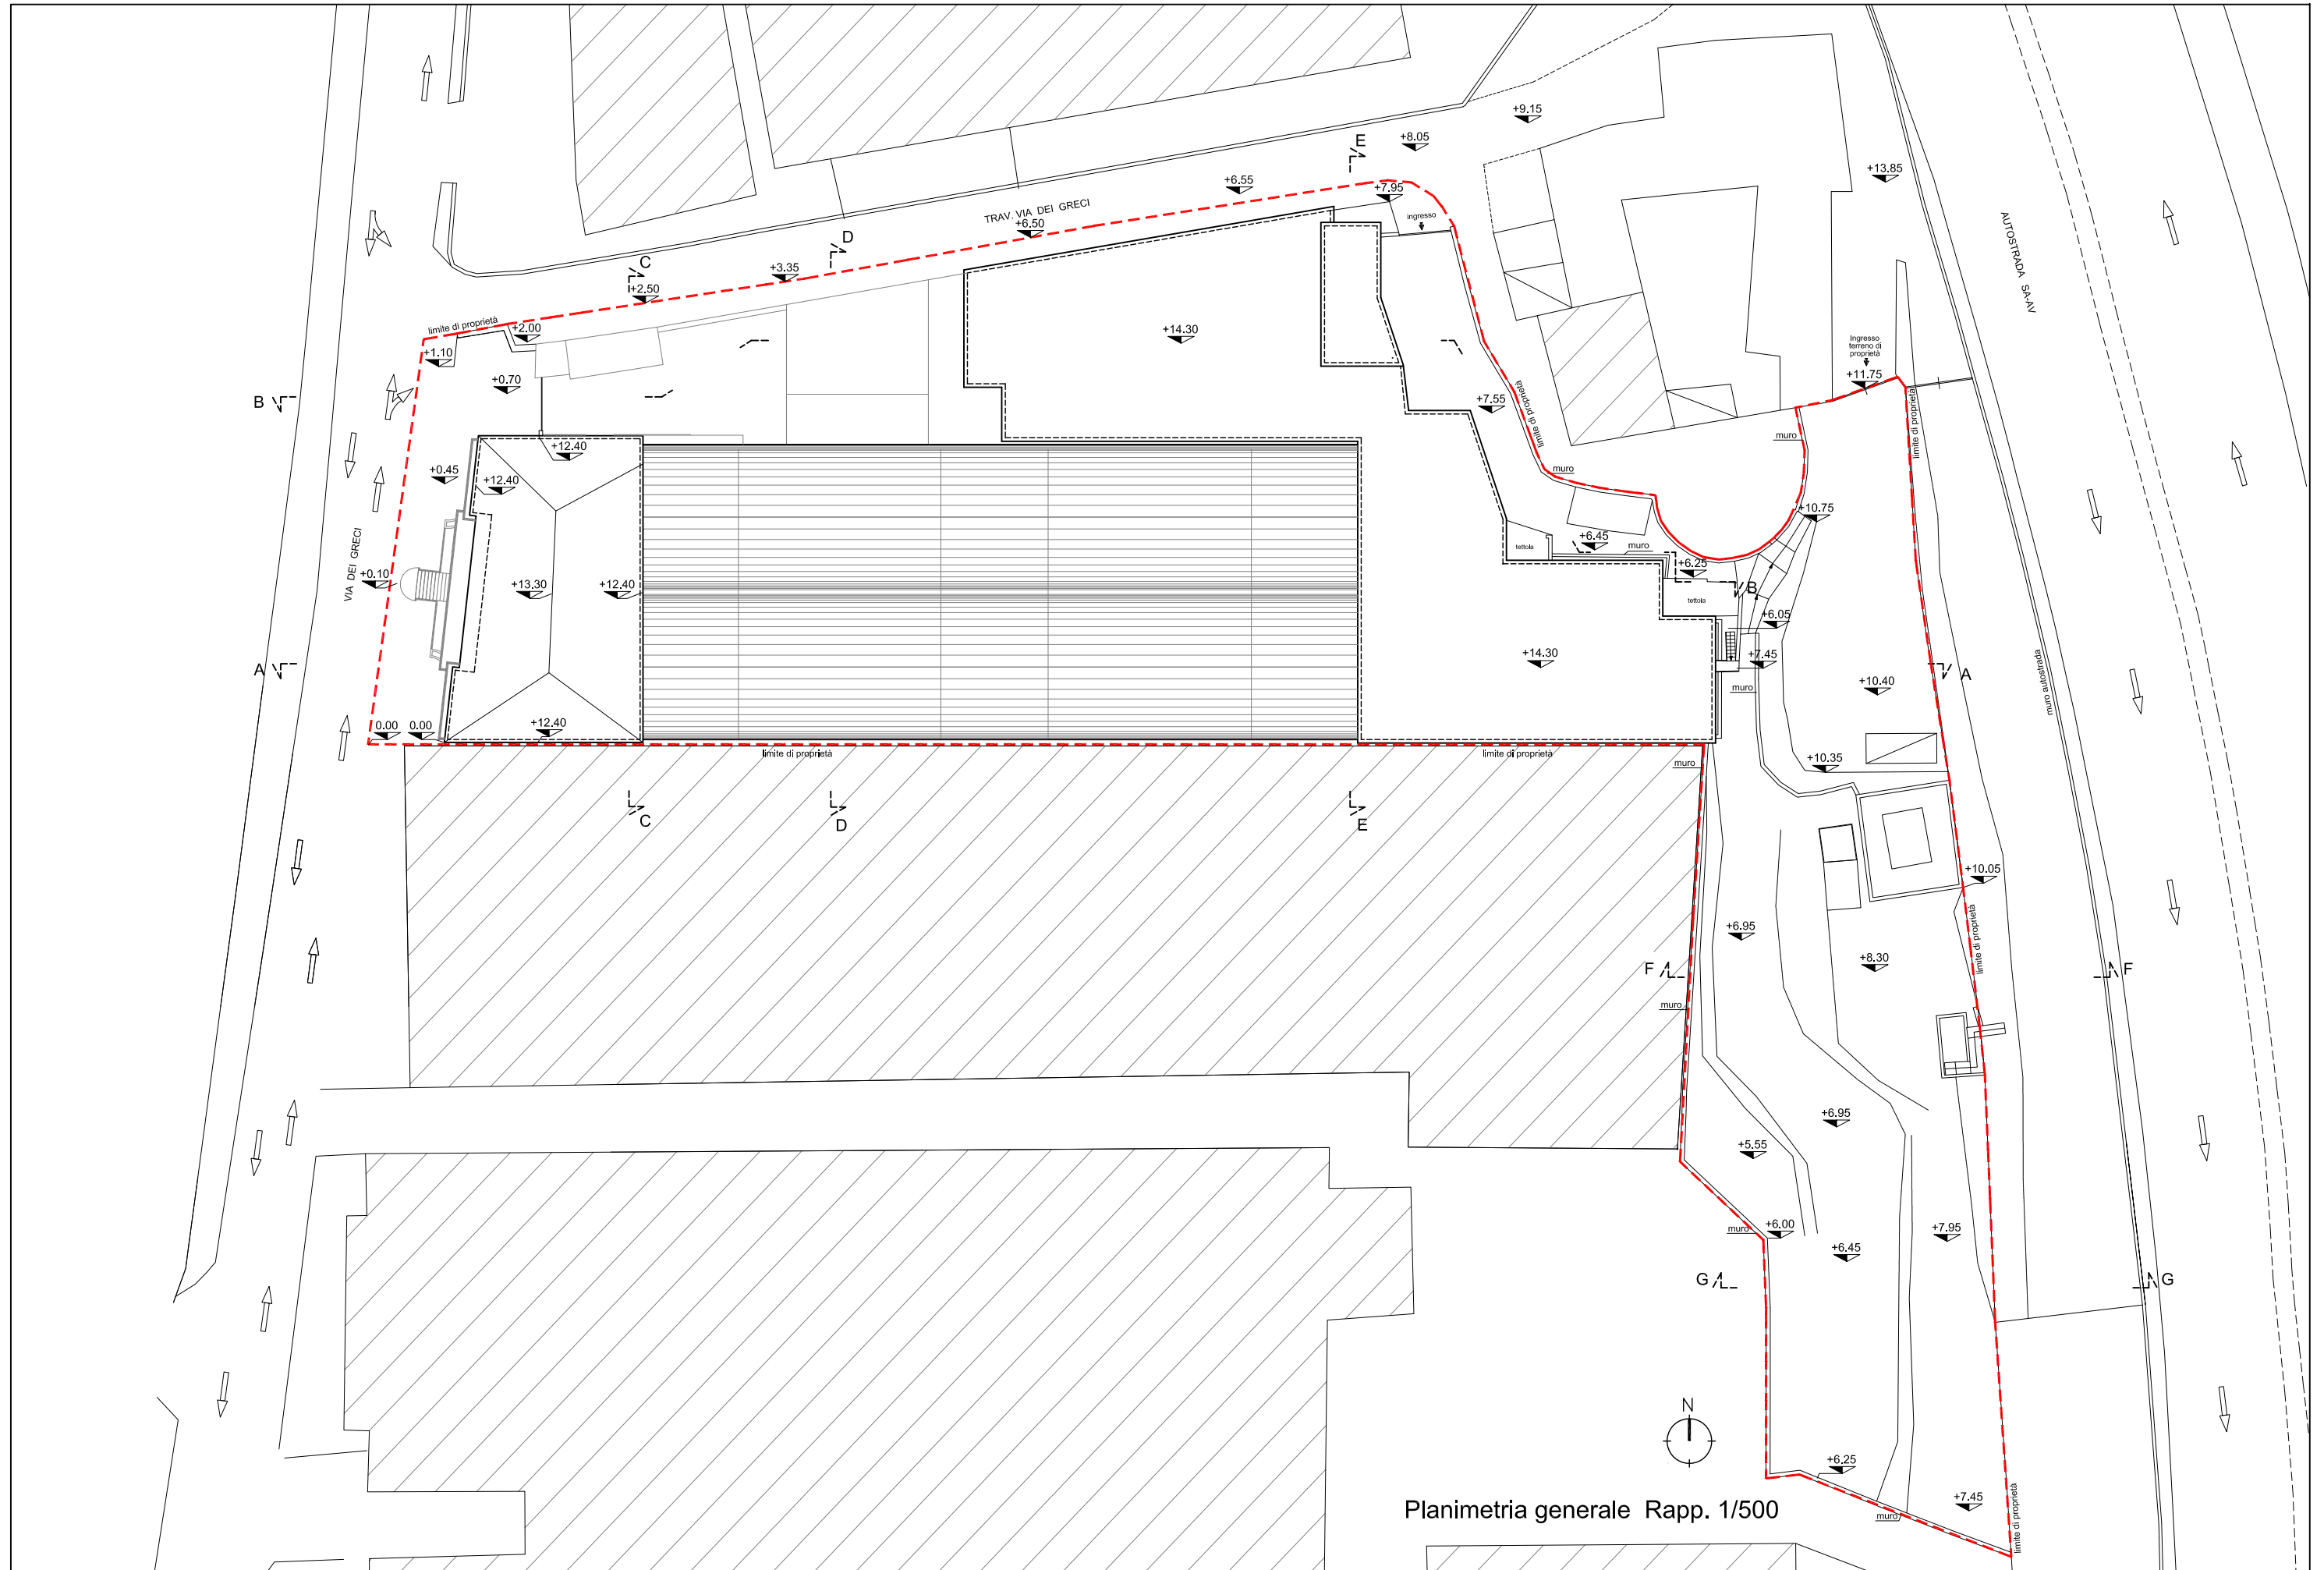 +9.15
E
+8.05
+13.85
+6.55
+7.95
TRAV. VIA DEI GRECI
+6.50
ingresso
AUTOSTRADA SA-AV
D
C
+3.35
+2.50
limite di proprietà
+2.00
+14.30
+1.10
Ingresso
terreno di
proprietà
+11.75
+0.70
B
+7.55
limite di proprietà
limite di proprietà
muro
+12.40
+0.45
+12.40
muro
+10.75
+6.45
muro
tettoia
VIA DEI GRECI
+0.10
+13.30
+12.40
+6.25
B
tettoia
+6.05
A
+14.30
+7.45
A
muro
+10.40
muro autostrada
0.00
0.00
+12.40
limite di proprietà
limite di proprietà
muro
+10.35
C
D
E
+10.05
+6.95
limite di proprietà
F
+8.30
F
muro
+6.95
+5.55
muro
+6.00
+7.95
+6.45
G
G
N
+6.25
Planimetria generale Rapp. 1/500
+7.45
muro
limite di proprietà